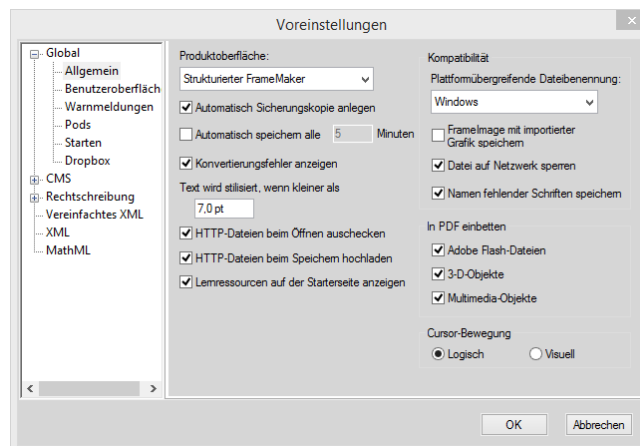 Voreinstellungen
Global
Allgemein
Benutzeroberfläch
Warnmeldungen
Pods
Starten
Dropbox
CMS
Rechtschreibung
Vereinfachtes XML
XML
MathML
Produktoberfläche:
Strukturierter FrameMaker
Automatisch Sicherungskopie anlegen
Automatisch speichern alle 5 Minuten
Konvertierungsfehler anzeigen
Text wird stilisiert, wenn kleiner als
7,0 pt
HTTP-Dateien beim Öffnen auschecken
HTTP-Dateien beim Speichern hochladen
Lernressourcen auf der Starterseite anzeigen
Kompatibilität
Plattformübergreifende Dateibenennung:
Windows
FrameImage mit importierter
Grafik speichern
Datei auf Netzwerk sperren
Namen fehlender Schriften speichern
In PDF einbetten
Adobe Flash-Dateien
3-D-Objekte
Multimedia-Objekte
Cursor-Bewegung
Logisch Visuell
OK Abbrechen